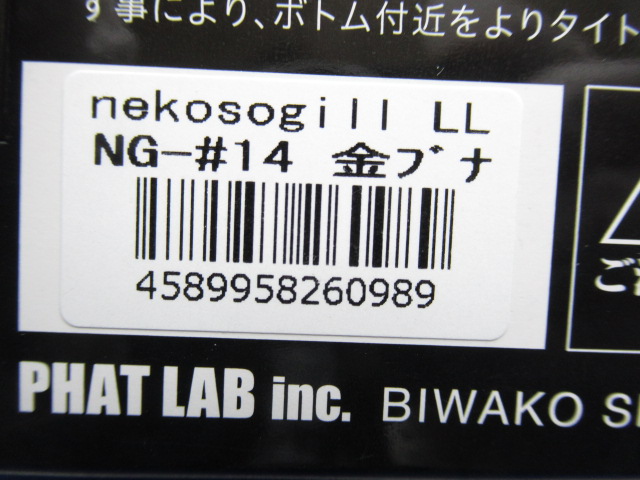 す事により、ボトム付近をよりタイト
nekosogill LL
NG-#14 金ブナ
4589958260989
ご
PHAT LAB inc. BIWAKO